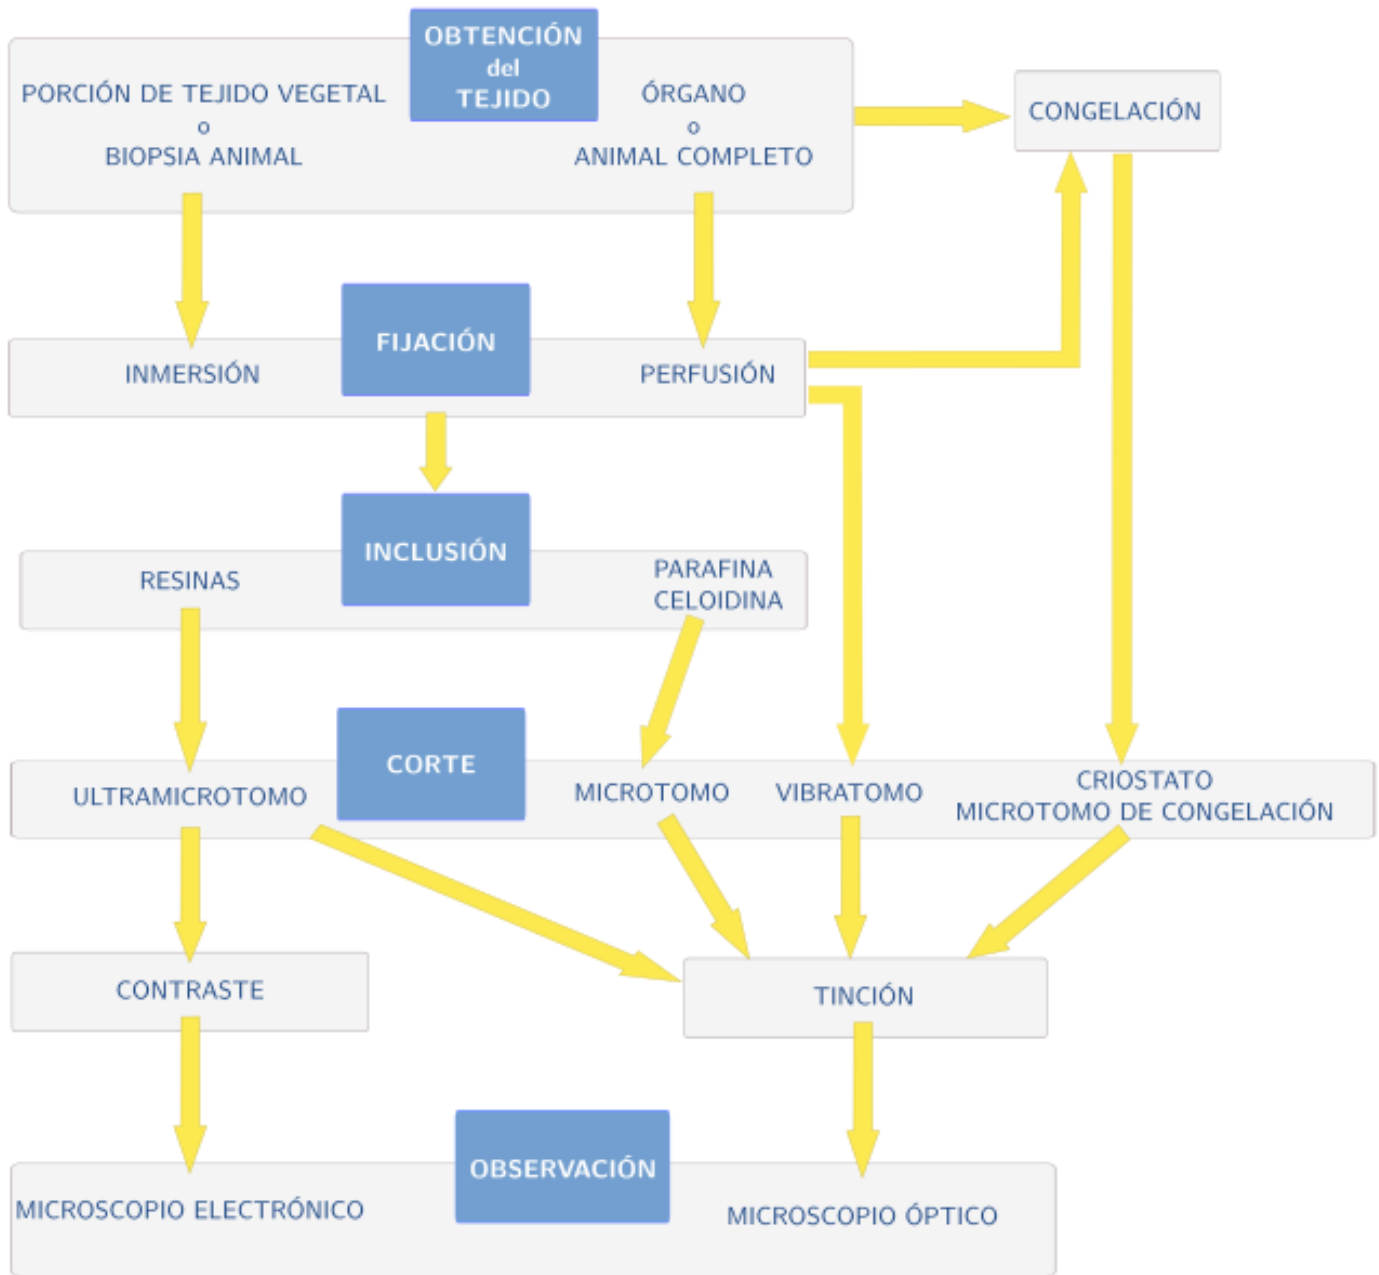 OBTENCIÓN
del
TEJIDO
PORCIÓN DE TEJIDO VEGETAL
o
BIOPSIA ANIMAL
ÓRGANO
o
ANIMAL COMPLETO
CONGELACIÓN
FIJACIÓN
INMERSIÓN
PERFUSIÓN
INCLUSIÓN
RESINAS
PARAFINA
CELOIDINA
CORTE
ULTRAMICROTOMO
MICROTOMO
VIBRATOMO
CRIOSTATO
MICROTOMO DE CONGELACIÓN
CONTRASTE
TINCIÓN
OBSERVACIÓN
MICROSCOPIO ELECTRÓNICO
MICROSCOPIO ÓPTICO